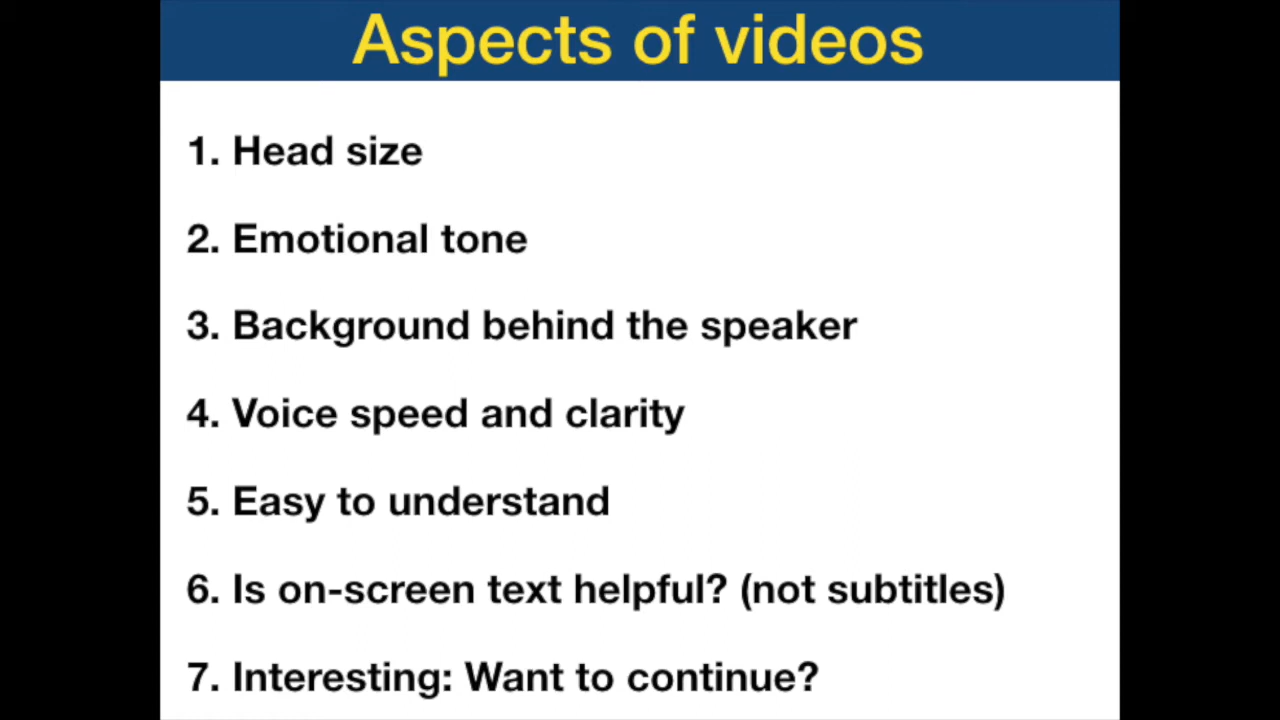 Aspects of videos
1. Head size
2. Emotional tone
3. Background behind the speaker
4. Voice speed and clarity
5. Easy to understand
6. Is on-screen text helpful? (not subtitles)
7. Interesting: Want to continue?